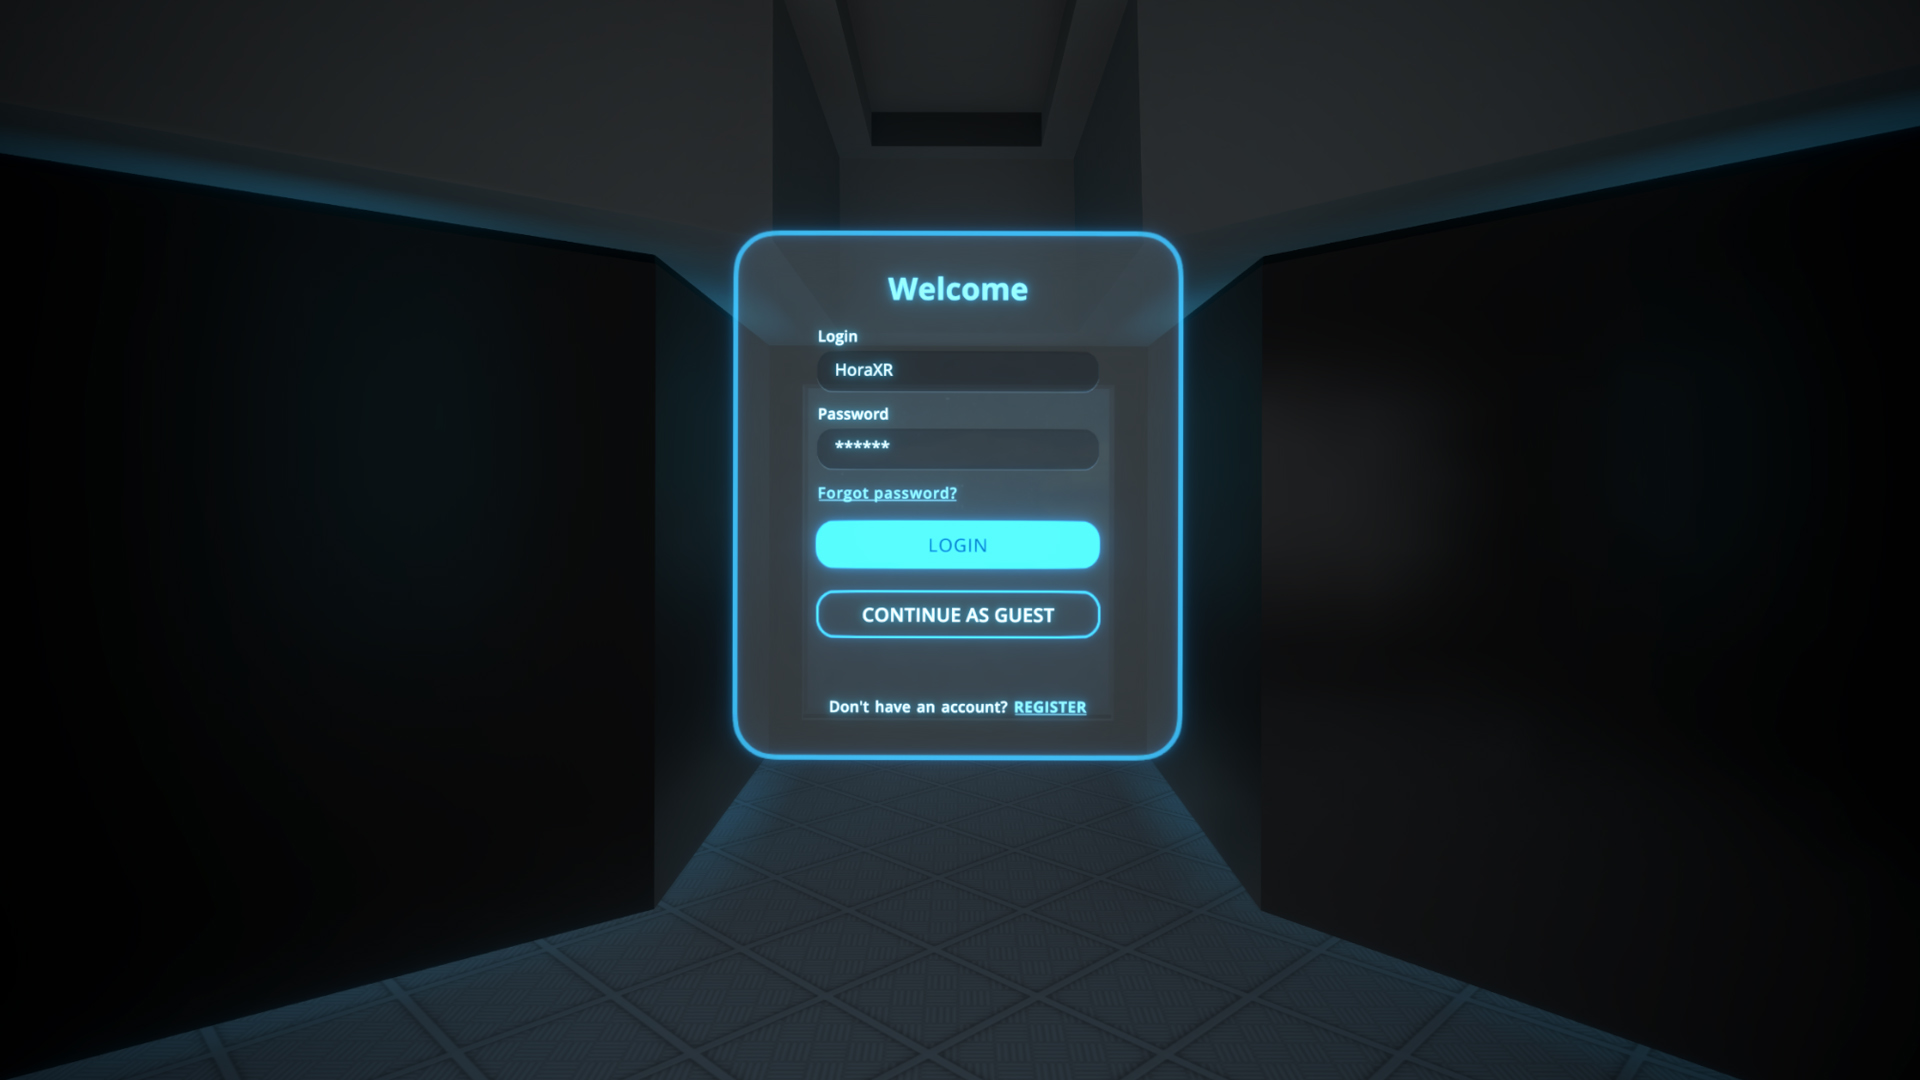 Welcome
Login
HoraXR
Password
******
Forgot password?
LOGIN
CONTINUE AS GUEST
Don't have an account? REGISTER